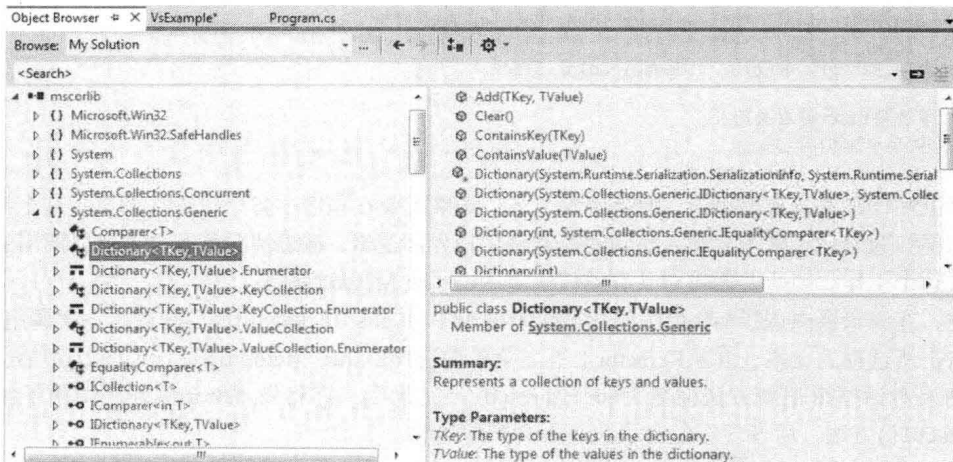 Object Browser VsExample* Program.cs
Browse: My Solution ...
<Search>
mscorlib
{ } Microsoft.Win32
{ } Microsoft.Win32.SafeHandles
{ } System
{ } System.Collections
{ } System.Collections.Concurrent
{ } System.Collections.Generic
Comparer<T>
Dictionary<TKey,TValue>
Dictionary<TKey,TValue>.Enumerator
Dictionary<TKey,TValue>.KeyCollection
Dictionary<TKey,TValue>.KeyCollection.Enumerator
Dictionary<TKey,TValue>.ValueCollection
Dictionary<TKey,TValue>.ValueCollection.Enumerator
EqualityComparer<T>
ICollection<T>
IComparer<in T>
IDictionary<TKey,TValue>
IEnumerable<out T>
Add(TKey, TValue)
Clear()
ContainsKey(TKey)
ContainsValue(TValue)
Dictionary(System.Runtime.Serialization.SerializationInfo, System.Runtime.Serial
Dictionary(System.Collections.Generic.IDictionary<TKey,TValue>, System.Collec
Dictionary(System.Collections.Generic.IDictionary<TKey,TValue>)
Dictionary(int, System.Collections.Generic.IEqualityComparer<TKey>)
Dictionary(System.Collections.Generic.IEqualityComparer<TKey>)
Dictionary(int)
public class Dictionary<TKey,TValue>
Member of System.Collections.Generic
Summary:
Represents a collection of keys and values.
Type Parameters:
TKey: The type of the keys in the dictionary.
TValue: The type of the values in the dictionary.